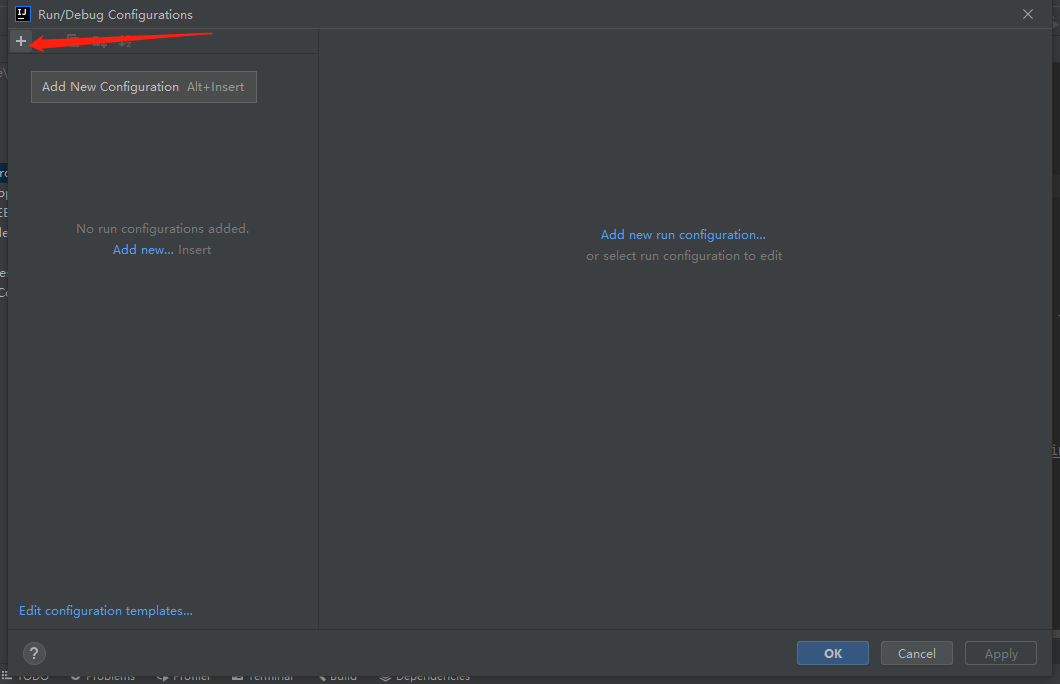 Run/Debug Configurations
Add New Configuration Alt+Insert
No run configurations added.
Add new... Insert
Add new run configuration...
or select run configuration to edit
Edit configuration templates...
?
OK
Cancel
Apply
TODO
Problems
Profiler
Terminal
Build
Dependencies